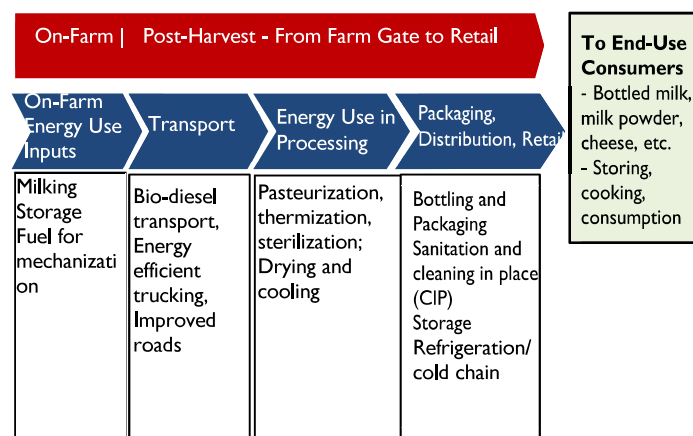 On-Farm |    Post-Harvest - From Farm Gate to Retail
On-Farm
Energy Use
Inputs
Transport
Energy Use in
Processing
Packaging,
Distribution, Retail
Milking
Storage
Fuel for
mechanizati
on
Bio-diesel
transport,
Energy
efficient
trucking,
Improved
roads
Pasteurization,
thermization,
sterilization;
Drying and
cooling
Bottling and
Packaging
Sanitation and
cleaning in place
(CIP)
Storage
Refrigeration/
cold chain
To End-Use
Consumers
- Bottled milk,
milk powder,
cheese, etc.
- Storing,
cooking,
consumption